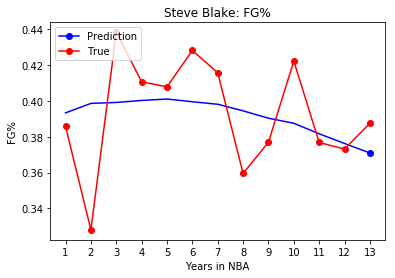 Steve Blake: FG%
Prediction
True
0.44
0.42
0.40
0.38
0.36
0.34
FG%
1 2 3 4 5 6 7 8 9 10 11 12 13
Years in NBA